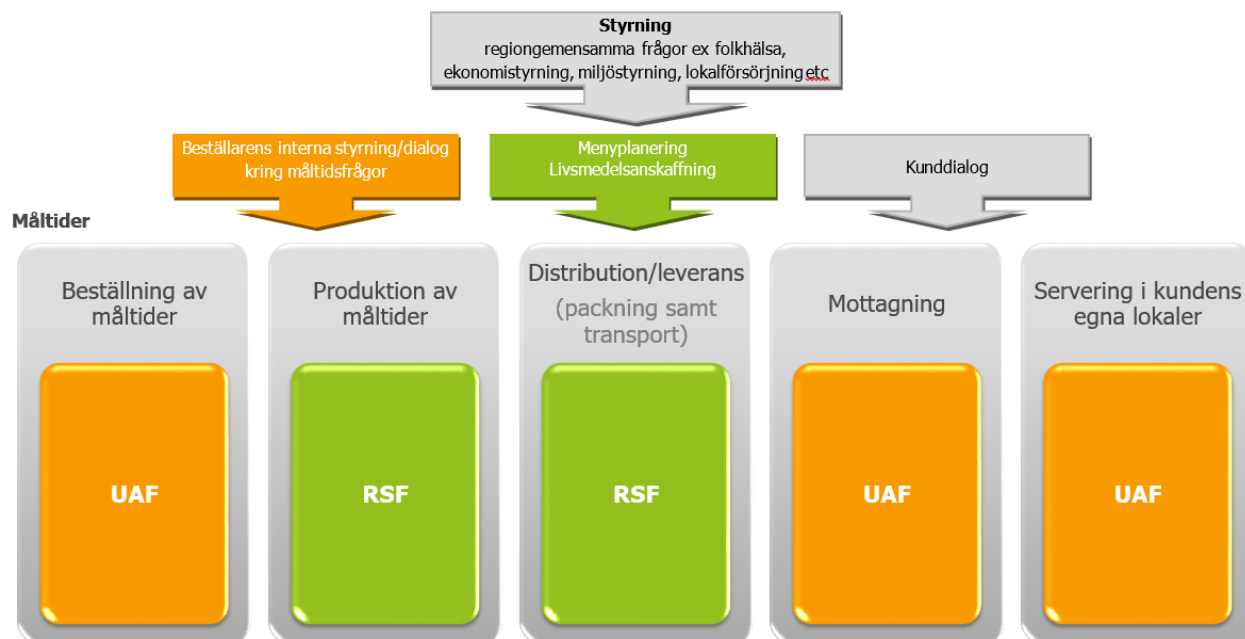 Styrning
regiongemensamma frågor ex folkhälsa,
ekonomistyrning, miljöstyrning, lokalförsörjning etc
Beställarens interna styrning/dialog
kring måltidsfrågor
Menyplanering
Livsmedelsanskaffning
Kunddialog
Måltider
Beställning av
måltider
Produktion av
måltider
Distribution/leverans
(packning samt
transport)
Mottagning
Servering i kundens
egna lokaler
UAF
RSF
RSF
UAF
UAF